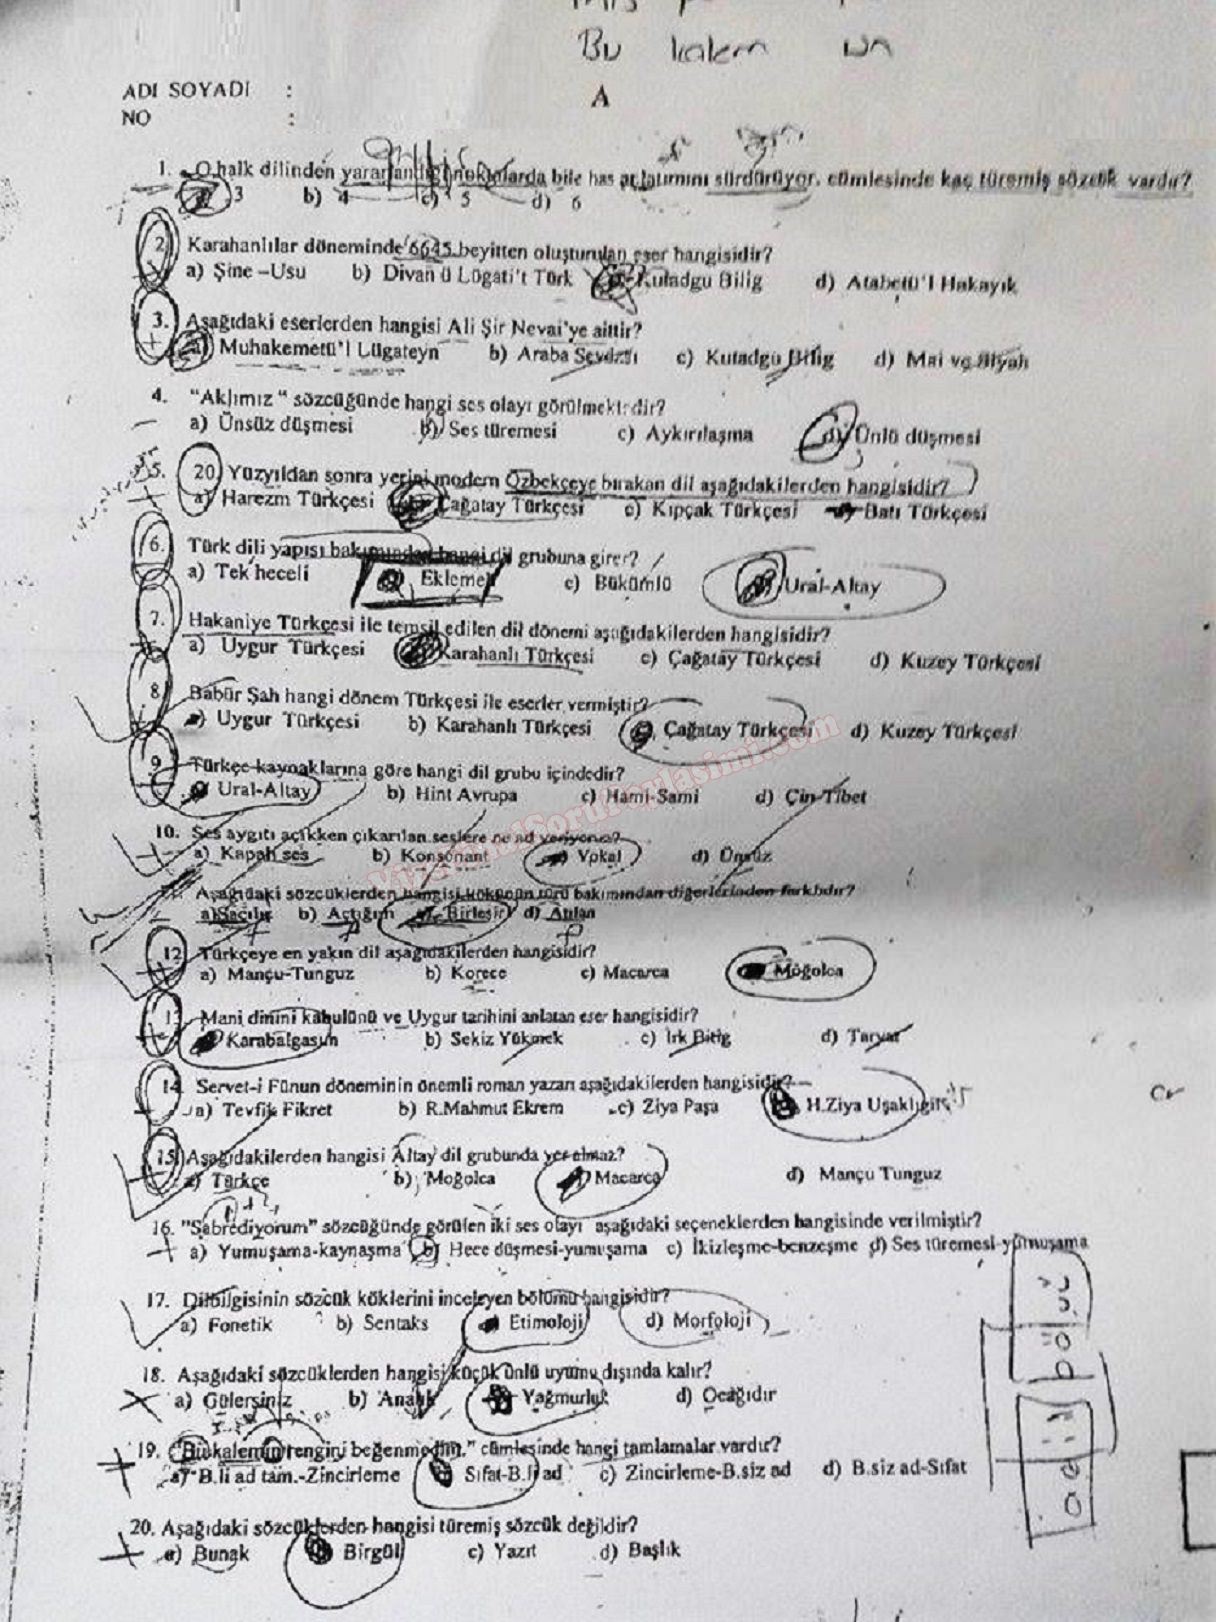 Bu kalem un
ADI SOYADI :
A
NO :
1. O halk dilinden yararlandığı noktalarda bile has anlatımını sürdürüyor. cümlesinde kaç türemiş sözcük vardır?
3 b) 4 c) 5 d) 6
2. Karahanlılar döneminde 6645 beyitten oluşturulan eser hangisidir?
a) Şine -Usu b) Divan ü Lügati't Türk Kutadgu Bilig d) Atabetü'l Hakayık
3. Aşağıdaki eserlerden hangisi Ali Şir Nevai'ye aittir?
a) Muhakemetü'l Lügateyn b) Araba Sevdası c) Kutadgu Bilig d) Mai ve Siyah
4. "Aklımız " sözcüğünde hangi ses olayı görülmektedir?
a) Ünsüz düşmesi b) Ses türemesi c) Aykırılaşma d) Ünlü düşmesi
5. 20. Yüzyıldan sonra yerini modern Özbekçeye bırakan dil aşağıdakilerden hangisidir?
a) Harezm Türkçesi Çağatay Türkçesi c) Kıpçak Türkçesi d) Batı Türkçesi
6. Türk dili yapısı bakımından hangi dil grubuna girer?
a) Tek heceli Eklemeli c) Bükümlü Ural-Altay
7. Hakaniye Türkçesi ile temsil edilen dil dönemi aşağıdakilerden hangisidir?
a) Uygur Türkçesi Karahanlı Türkçesi c) Çağatay Türkçesi d) Kuzey Türkçesi
8. Babür Şah hangi dönem Türkçesi ile eserler vermiştir?
a) Uygur Türkçesi b) Karahanlı Türkçesi Çağatay Türkçesi d) Kuzey Türkçesi
9. Türkçe kaynaklarına göre hangi dil grubu içindedir?
Ural-Altay b) Hint Avrupa c) Hami-Sami d) Çin-Tibet
10. Ses aygıtı açıkken çıkarılan seslere ne ad veriyoruz?
a) Kapalı ses b) Konsonant Vokal d) Ünsüz
Aşağıdaki sözcüklerden hangisi kökünün türü bakımından diğerlerinden farklıdır?
a) Saçılır b) Açtığım Birleşir d) Atılan
12. Türkçeye en yakın dil aşağıdakilerden hangisidir?
a) Mançu-Tunguz b) Korece c) Macarca Moğolca
13. Mani dinini kabulünü ve Uygur tarihini anlatan eser hangisidir?
Karabalgasun b) Sekiz Yükmek c) Irk Bitig d) Taryat
14. Servet-i Fünun döneminin önemli roman yazarı aşağıdakilerden hangisidir?
a) Tevfik Fikret b) R.Mahmut Ekrem c) Ziya Paşa H.Ziya Uşaklıgil
15. Aşağıdakilerden hangisi Altay dil grubunda yer almaz?
a) Türkçe b) Moğolca Macarca d) Mançu Tunguz
16. "Sabrediyorum" sözcüğünde görülen iki ses olayı aşağıdaki seçeneklerden hangisinde verilmiştir?
a) Yumuşama-kaynaşma b) Hece düşmesi-yumuşama c) İkizleşme-benzeşme d) Ses türemesi-yumuşama
17. Dilbilgisinin sözcük köklerini inceleyen bölümü hangisidir?
a) Fonetik b) Sentaks Etimoloji d) Morfoloji
18. Aşağıdaki sözcüklerden hangisi küçük ünlü uyumu dışında kalır?
a) Gülersiniz b) Analık Yağmurluk d) Ocağıdır
19. "Bu kalemin rengini beğenmedim." cümlesinde hangi tamlamalar vardır?
a) B.li ad tam.-Zincirleme Sıfat-B.li ad c) Zincirleme-B.siz ad d) B.siz ad-Sıfat
20. Aşağıdaki sözcüklerden hangisi türemiş sözcük değildir?
a) Bunak Birgül c) Yazıt d) Başlık